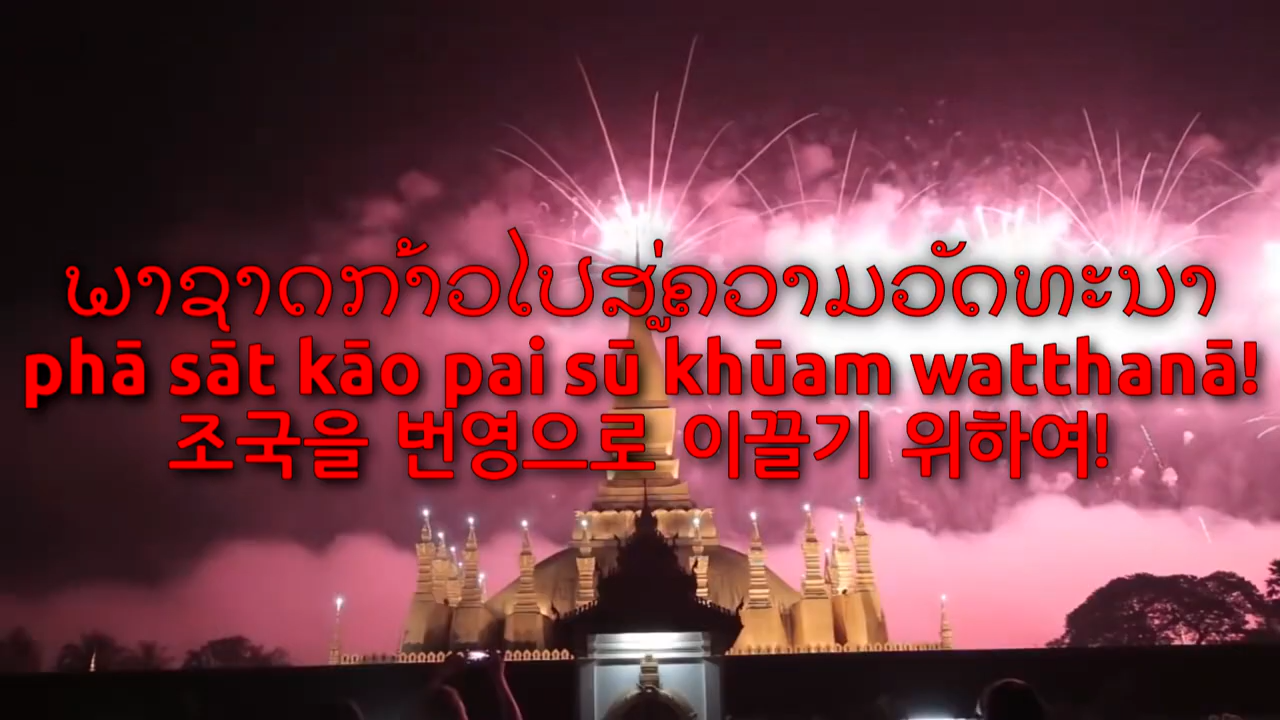 ພາຊາດກ້າວໄປສູ່ຄວາມວັດທະນາ
phā sāt kāo pai sū khūam watthanā!
조국을 번영으로 이끌기 위하여!